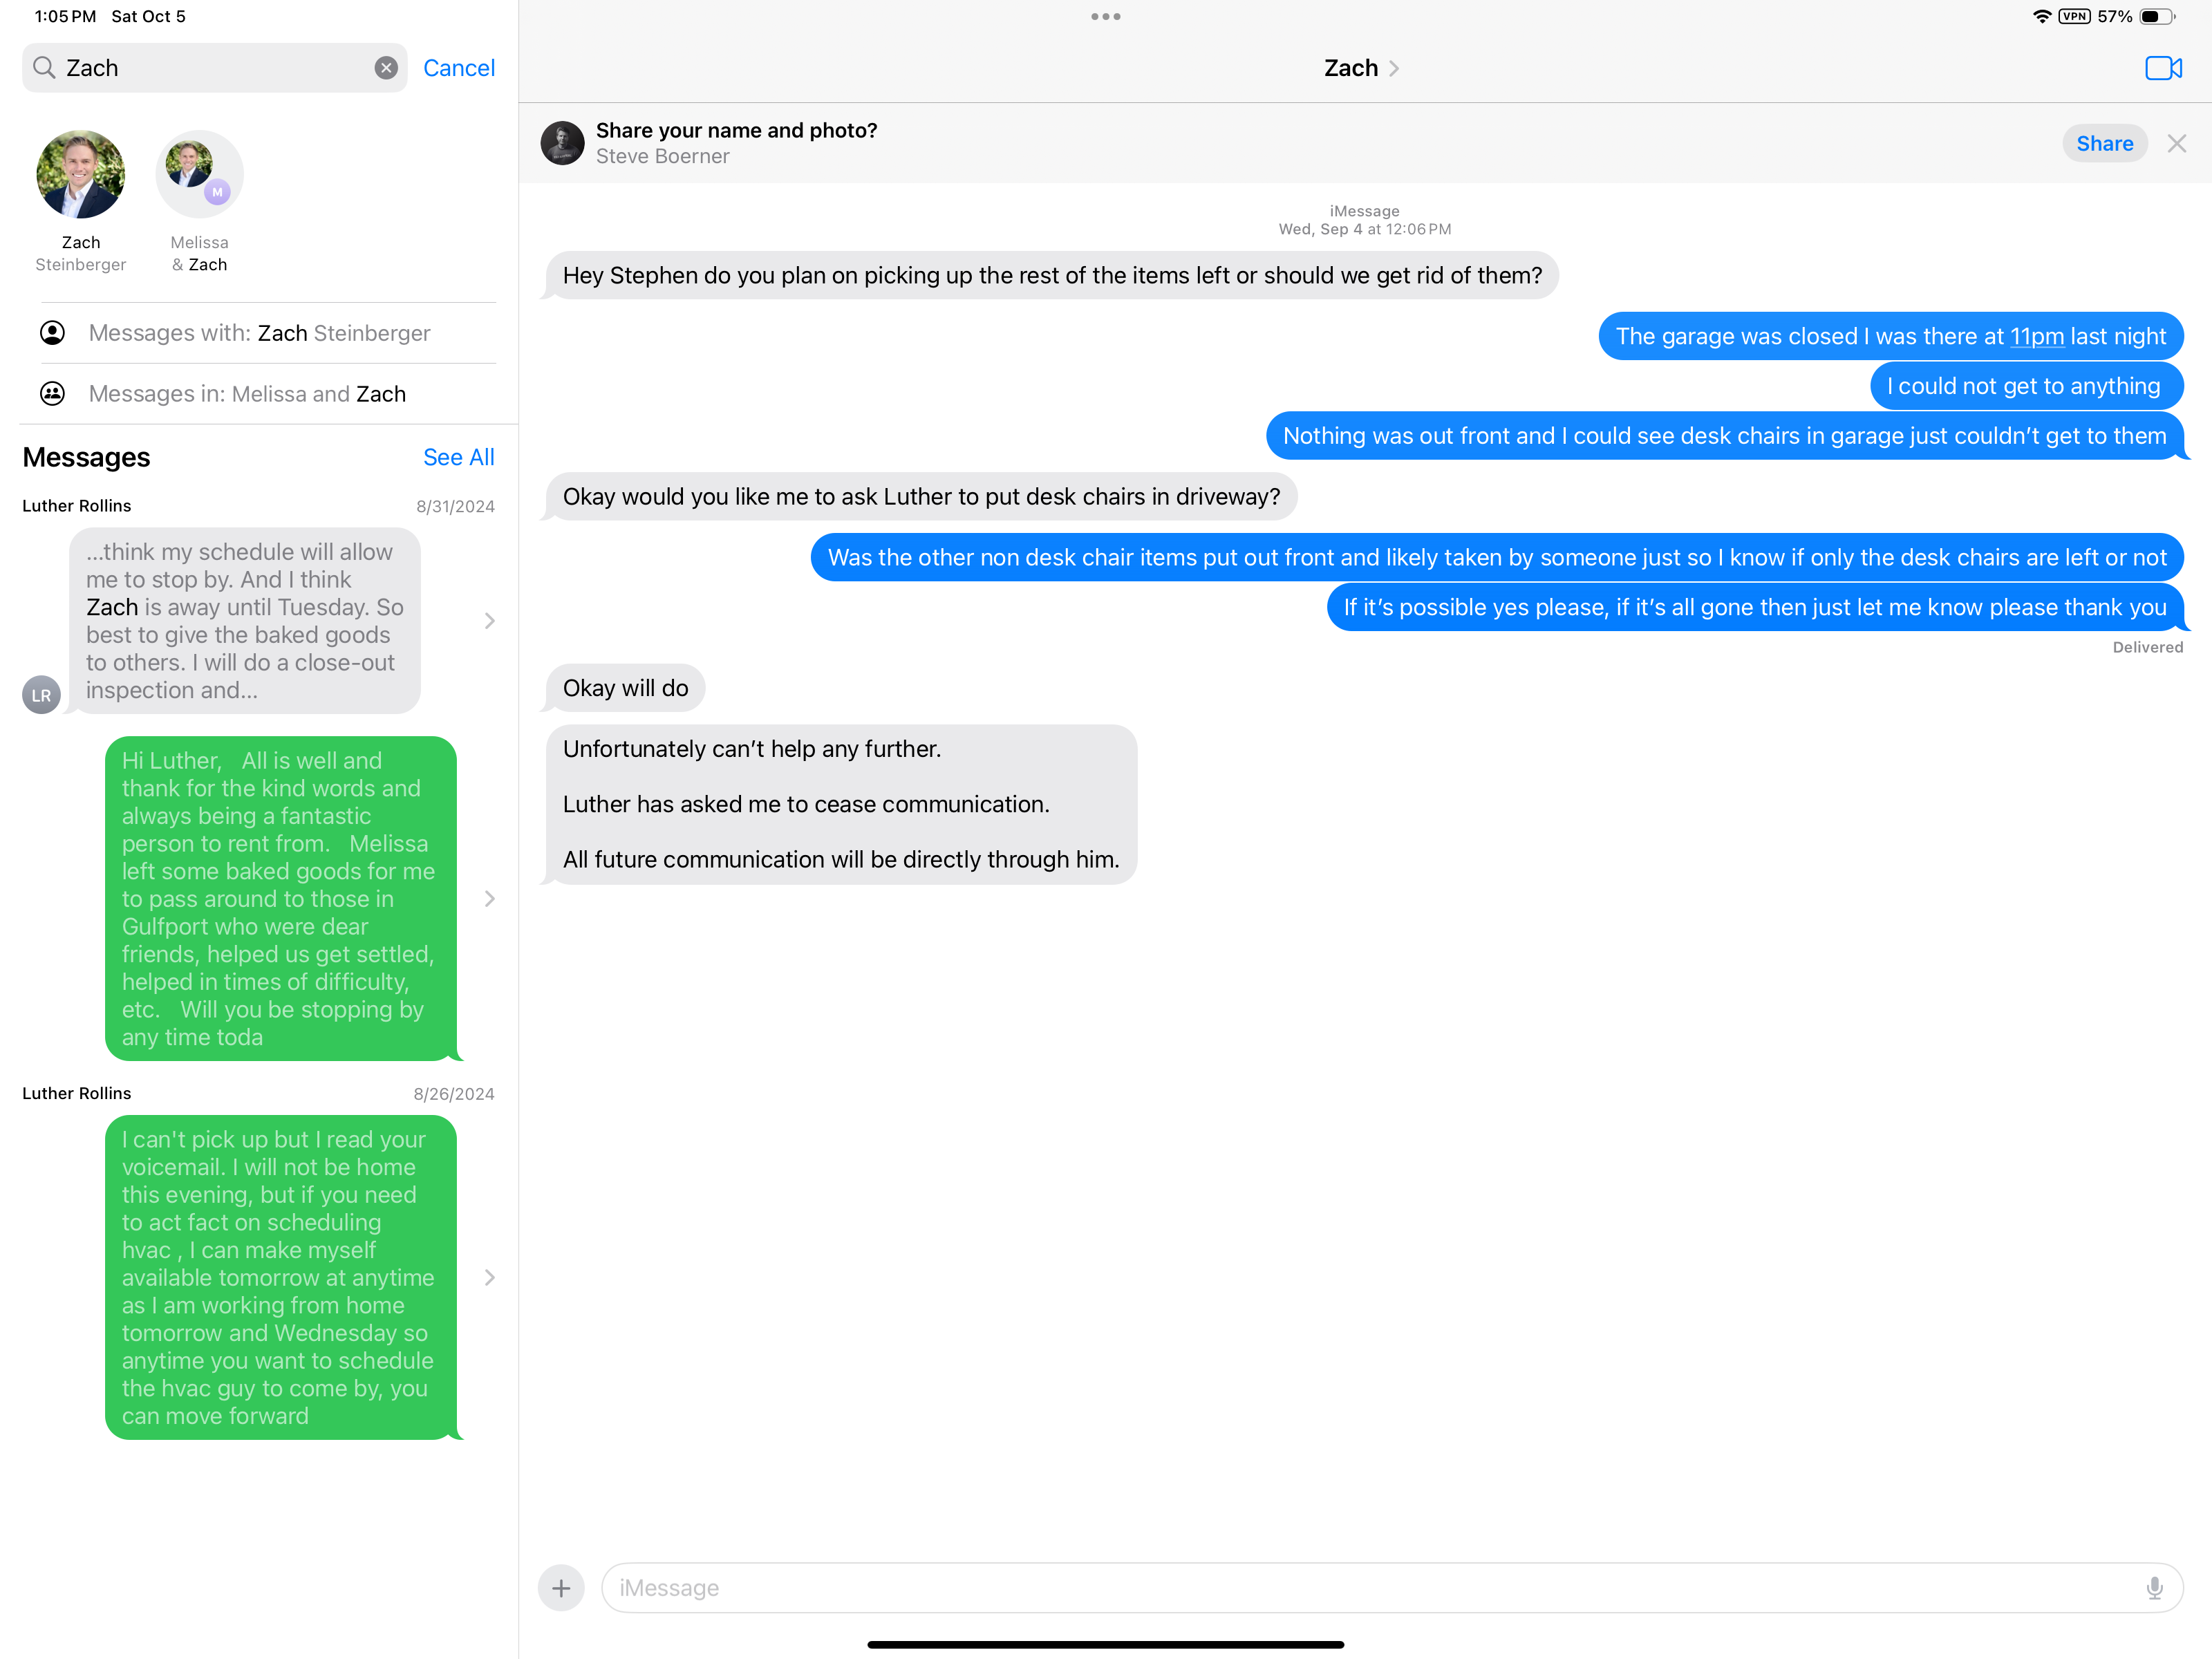 1:05 PM Sat Oct 5
VPN 57%
Zach
Cancel
Zach
Steinberger
M
Melissa
& Zach
Messages with: Zach Steinberger
Messages in: Melissa and Zach
Messages
See All
Luther Rollins
8/31/2024
...think my schedule will allow
me to stop by. And I think
Zach is away until Tuesday. So
best to give the baked goods
to others. I will do a close-out
inspection and...
LR
Hi Luther,   All is well and
thank for the kind words and
always being a fantastic
person to rent from.   Melissa
left some baked goods for me
to pass around to those in
Gulfport who were dear
friends, helped us get settled,
helped in times of difficulty,
etc.   Will you be stopping by
any time toda
Luther Rollins
8/26/2024
I can't pick up but I read your
voicemail. I will not be home
this evening, but if you need
to act fact on scheduling
hvac , I can make myself
available tomorrow at anytime
as I am working from home
tomorrow and Wednesday so
anytime you want to schedule
the hvac guy to come by, you
can move forward
Zach
Share your name and photo?
Steve Boerner
Share
iMessage
Wed, Sep 4 at 12:06 PM
Hey Stephen do you plan on picking up the rest of the items left or should we get rid of them?
The garage was closed I was there at 11pm last night
I could not get to anything
Nothing was out front and I could see desk chairs in garage just couldn't get to them
Okay would you like me to ask Luther to put desk chairs in driveway?
Was the other non desk chair items put out front and likely taken by someone just so I know if only the desk chairs are left or not
If it's possible yes please, if it's all gone then just let me know please thank you
Delivered
Okay will do
Unfortunately can't help any further.
Luther has asked me to cease communication.
All future communication will be directly through him.
iMessage